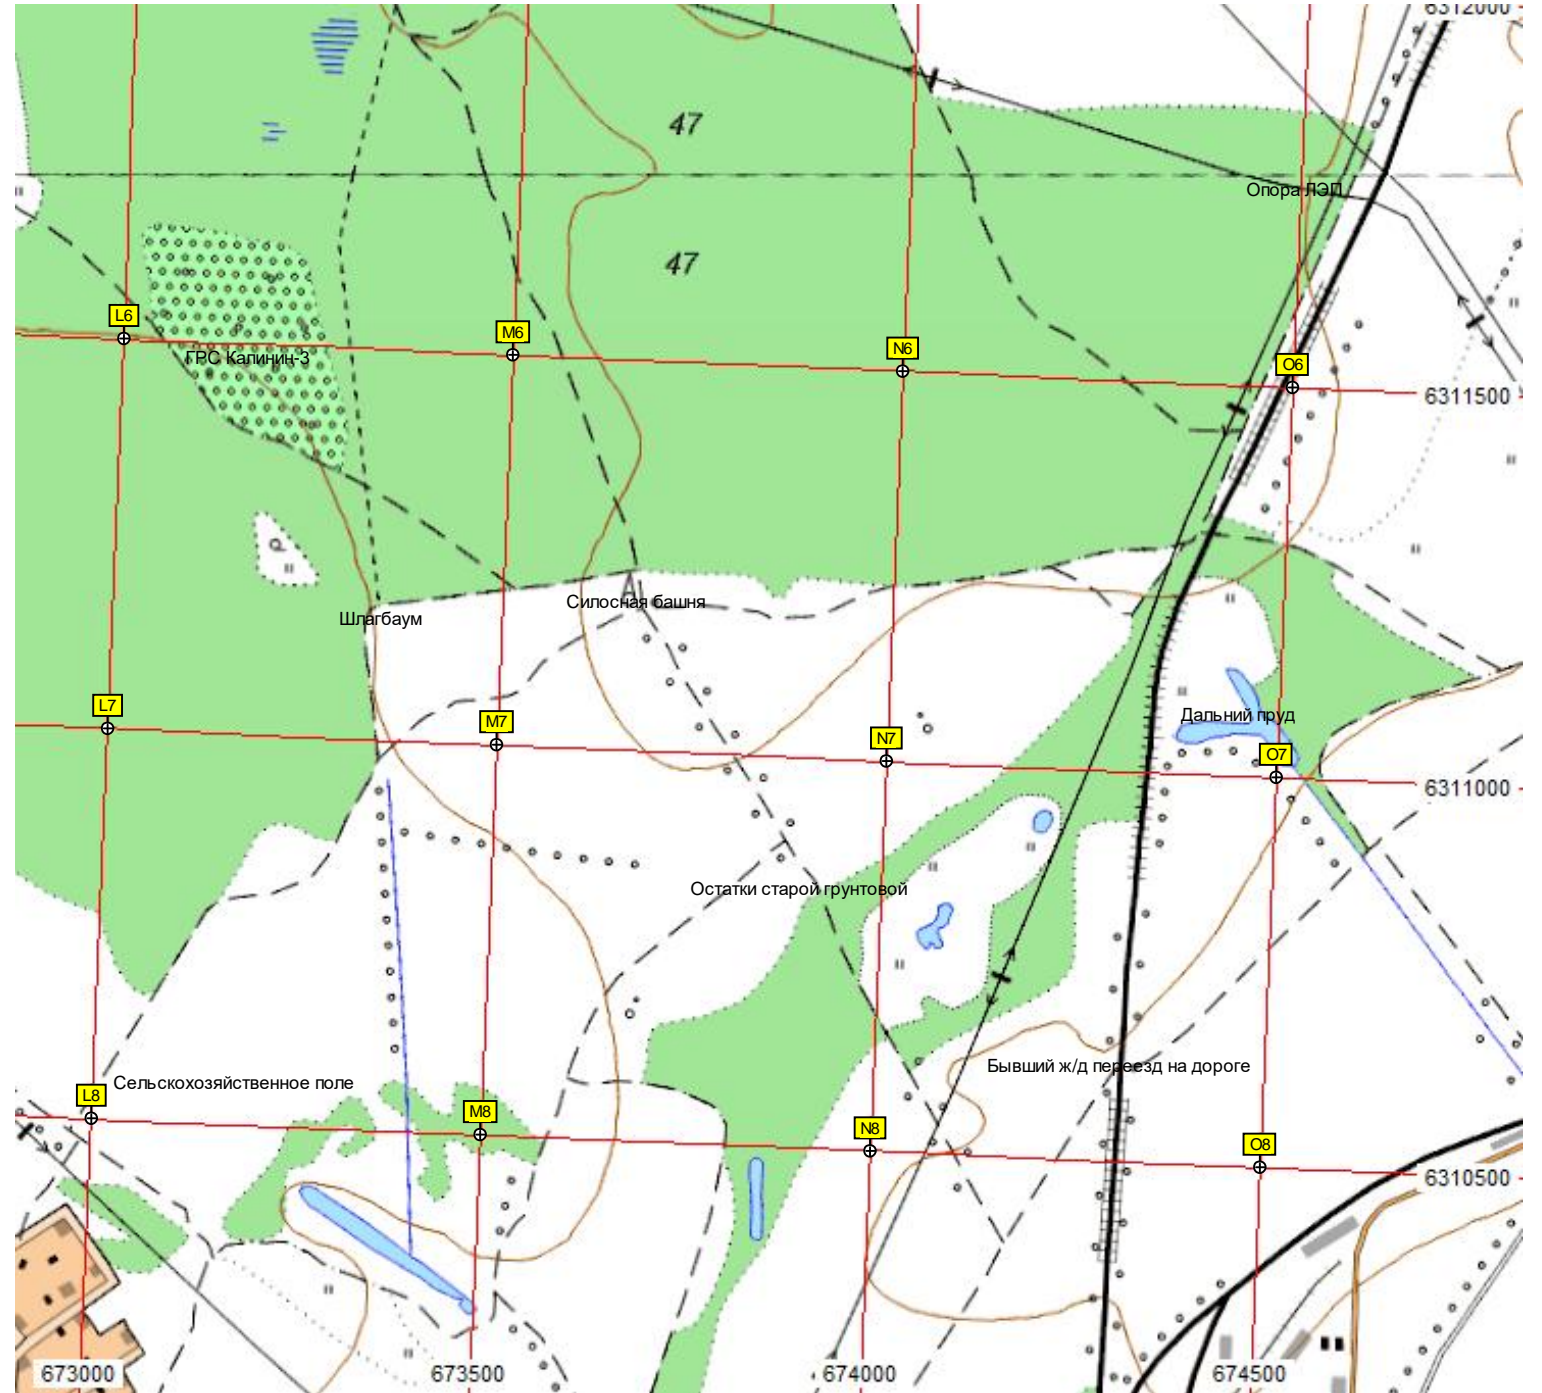 6312000
47
Опора ЛЭП
47
L6
M6
N6
ГРС Калинин-3
O6
6311500
Силосная башня
Шлагбаум
L7
M7
Дальний пруд
N7
O7
6311000
Остатки старой грунтовой
Бывший ж/д переезд на дороге
Сельскохозяйственное поле
L8
M8
N8
O8
6310500
673000
673500
674000
674500